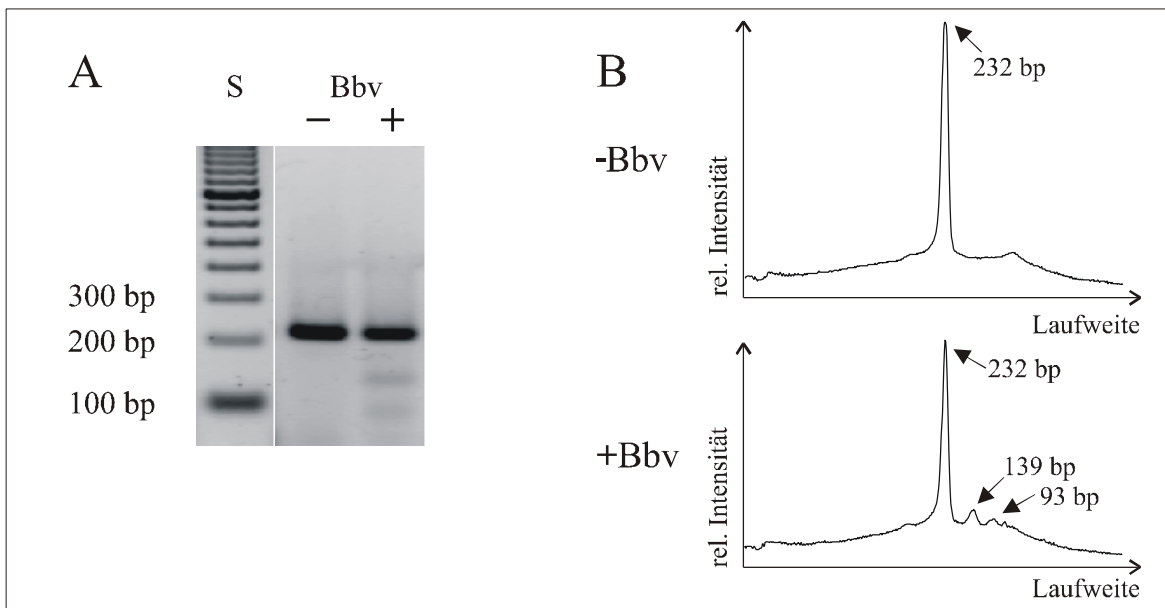 A
S
Bbv
– +
300 bp
200 bp
100 bp
B
-Bbv
rel. Intensität
232 bp
Laufweite
+Bbv
rel. Intensität
232 bp
139 bp
93 bp
Laufweite